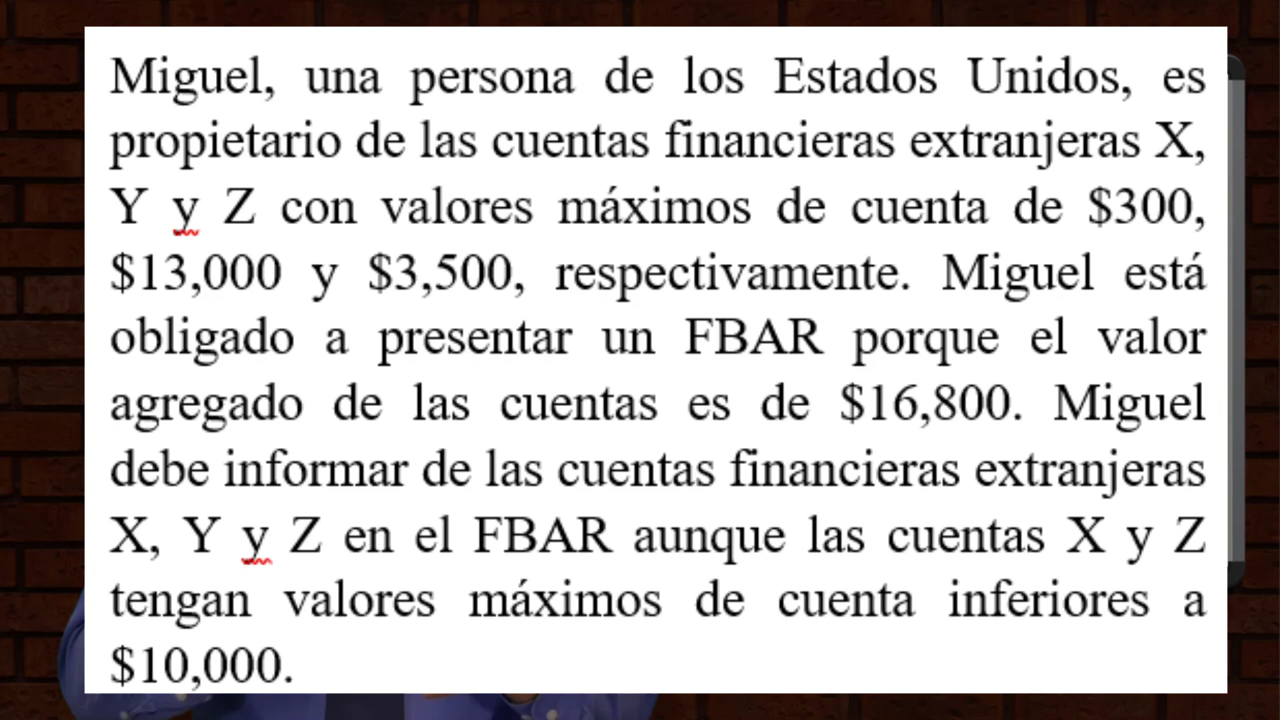 Miguel, una persona de los Estados Unidos, es
propietario de las cuentas financieras extranjeras X,
Y y Z con valores máximos de cuenta de $300,
$13,000 y $3,500, respectivamente. Miguel está
obligado a presentar un FBAR porque el valor
agregado de las cuentas es de $16,800. Miguel
debe informar de las cuentas financieras extranjeras
X, Y y Z en el FBAR aunque las cuentas X y Z
tengan valores máximos de cuenta inferiores a
$10,000.